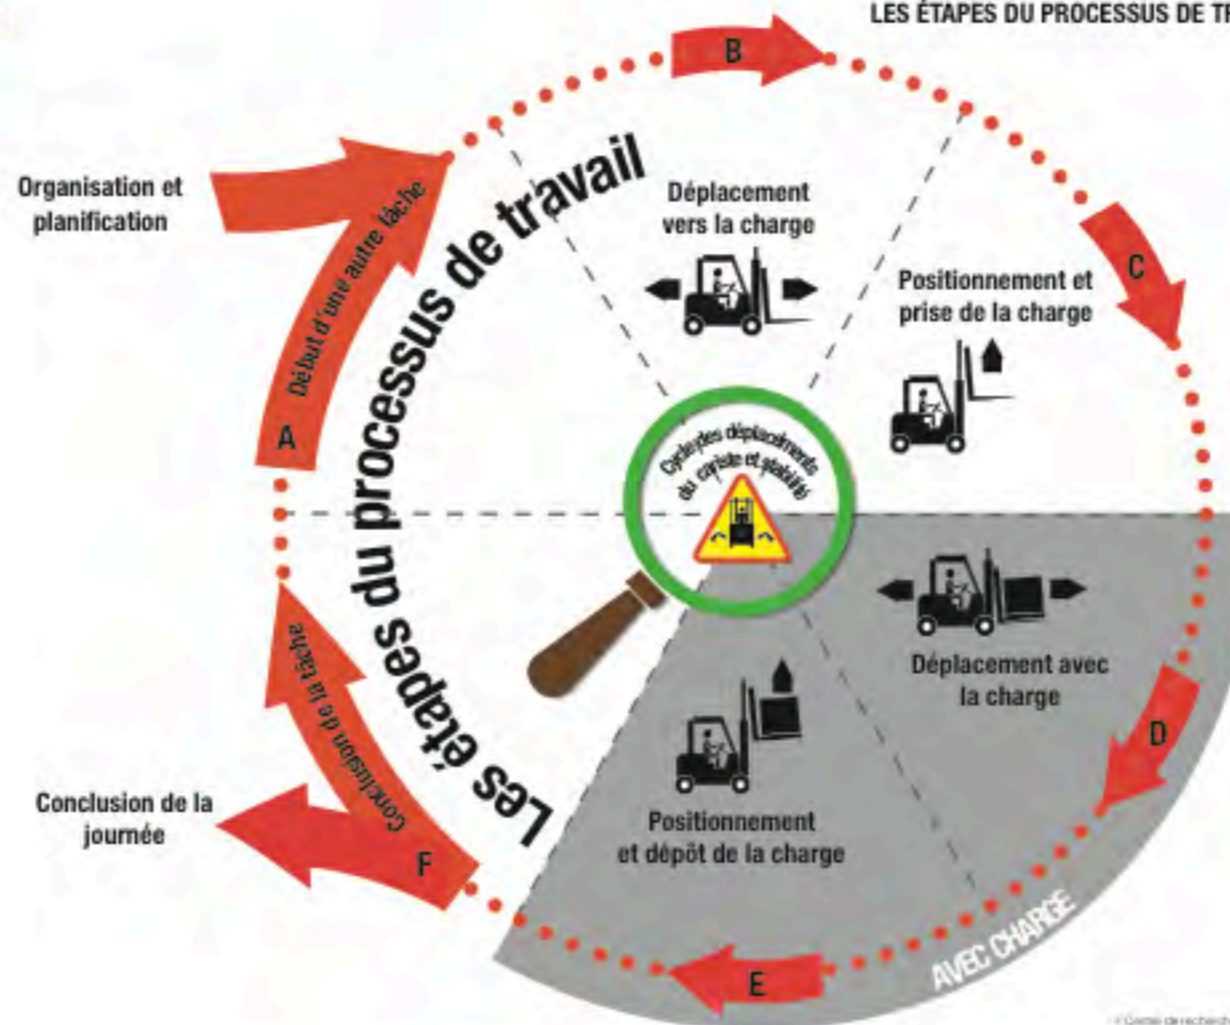 LES ÉTAPES DU PROCESSUS DE
B
Organisation et
planification
Début d'une autre tâche
A
Les étapes du processus de travail
Déplacement
vers la charge
C
Positionnement et
prise de la charge
Cycle des déplacements
du cariste et stabilité
Déplacement avec
la charge
D
Positionnement
et dépôt de la charge
AVEC CHARGE
E
Conclusion de la tâche
F
Conclusion de la
journée